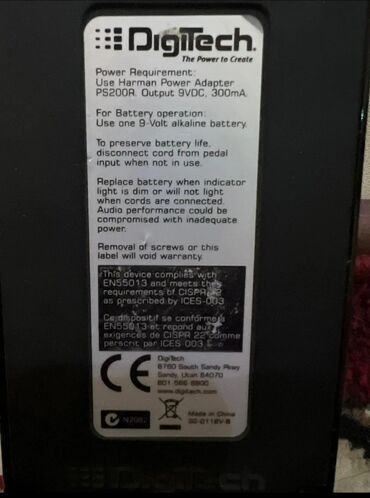 DigiTech.
The Power to Create
Power Requirement:
Use Harman Power Adapter
PS200R. Output 9VDC, 300mA.
For Battery operation:
Use one 9-Volt alkaline battery.
To preserve battery life,
disconnect cord from pedal
input when not in use.
Replace battery when indicator
light is dim or will not light
when cords are connected.
Audio performance could be
compromised with inadequate
power.
Removal of screws or this
label will void warranty.
This device complies with
EN55013 and meets the
requirements of CISPR 22
as prescribed by ICES-003
Ce dispositif se conforme
EN55013 et repond aux
exigences de CISPR 22 comme
perscrit par ICES-003
CE
DigiTech
8760 South Sandy Pkwy
Sandy, Utah 84070
801-566-8800
www.digitech.com
Made in China
DigiTech